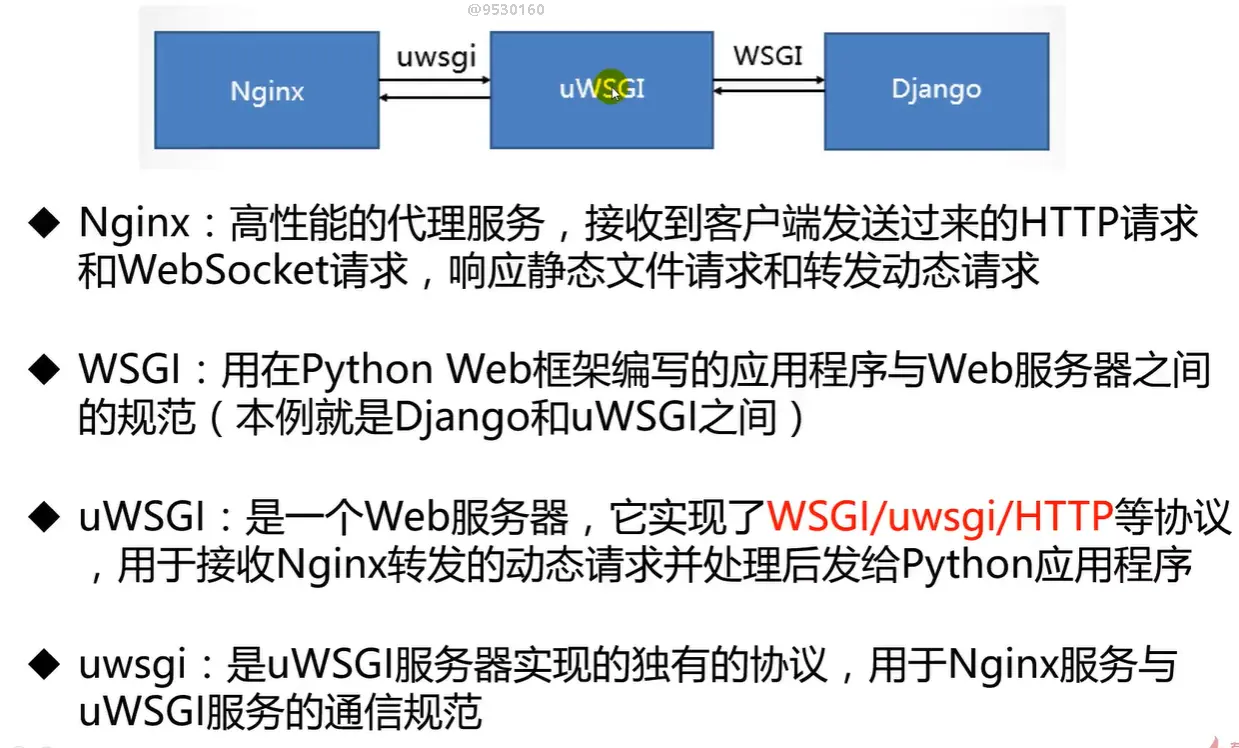 @9530160
uwsgi
WSGI
Nginx
uWSGI
Django
◆ Nginx：高性能的代理服务，接收到客户端发送过来的HTTP请求
和WebSocket请求，响应静态文件请求和转发动态请求
◆ WSGI：用在Python Web框架编写的应用程序与Web服务器之间
的规范（本例就是Django和uWSGI之间）
◆ uWSGI：是一个Web服务器，它实现了WSGI/uwsgi/HTTP等协议
，用于接收Nginx转发的动态请求并处理后发给Python应用程序
◆ uwsgi：是uWSGI服务器实现的独有的协议，用于Nginx服务与
uWSGI服务的通信规范